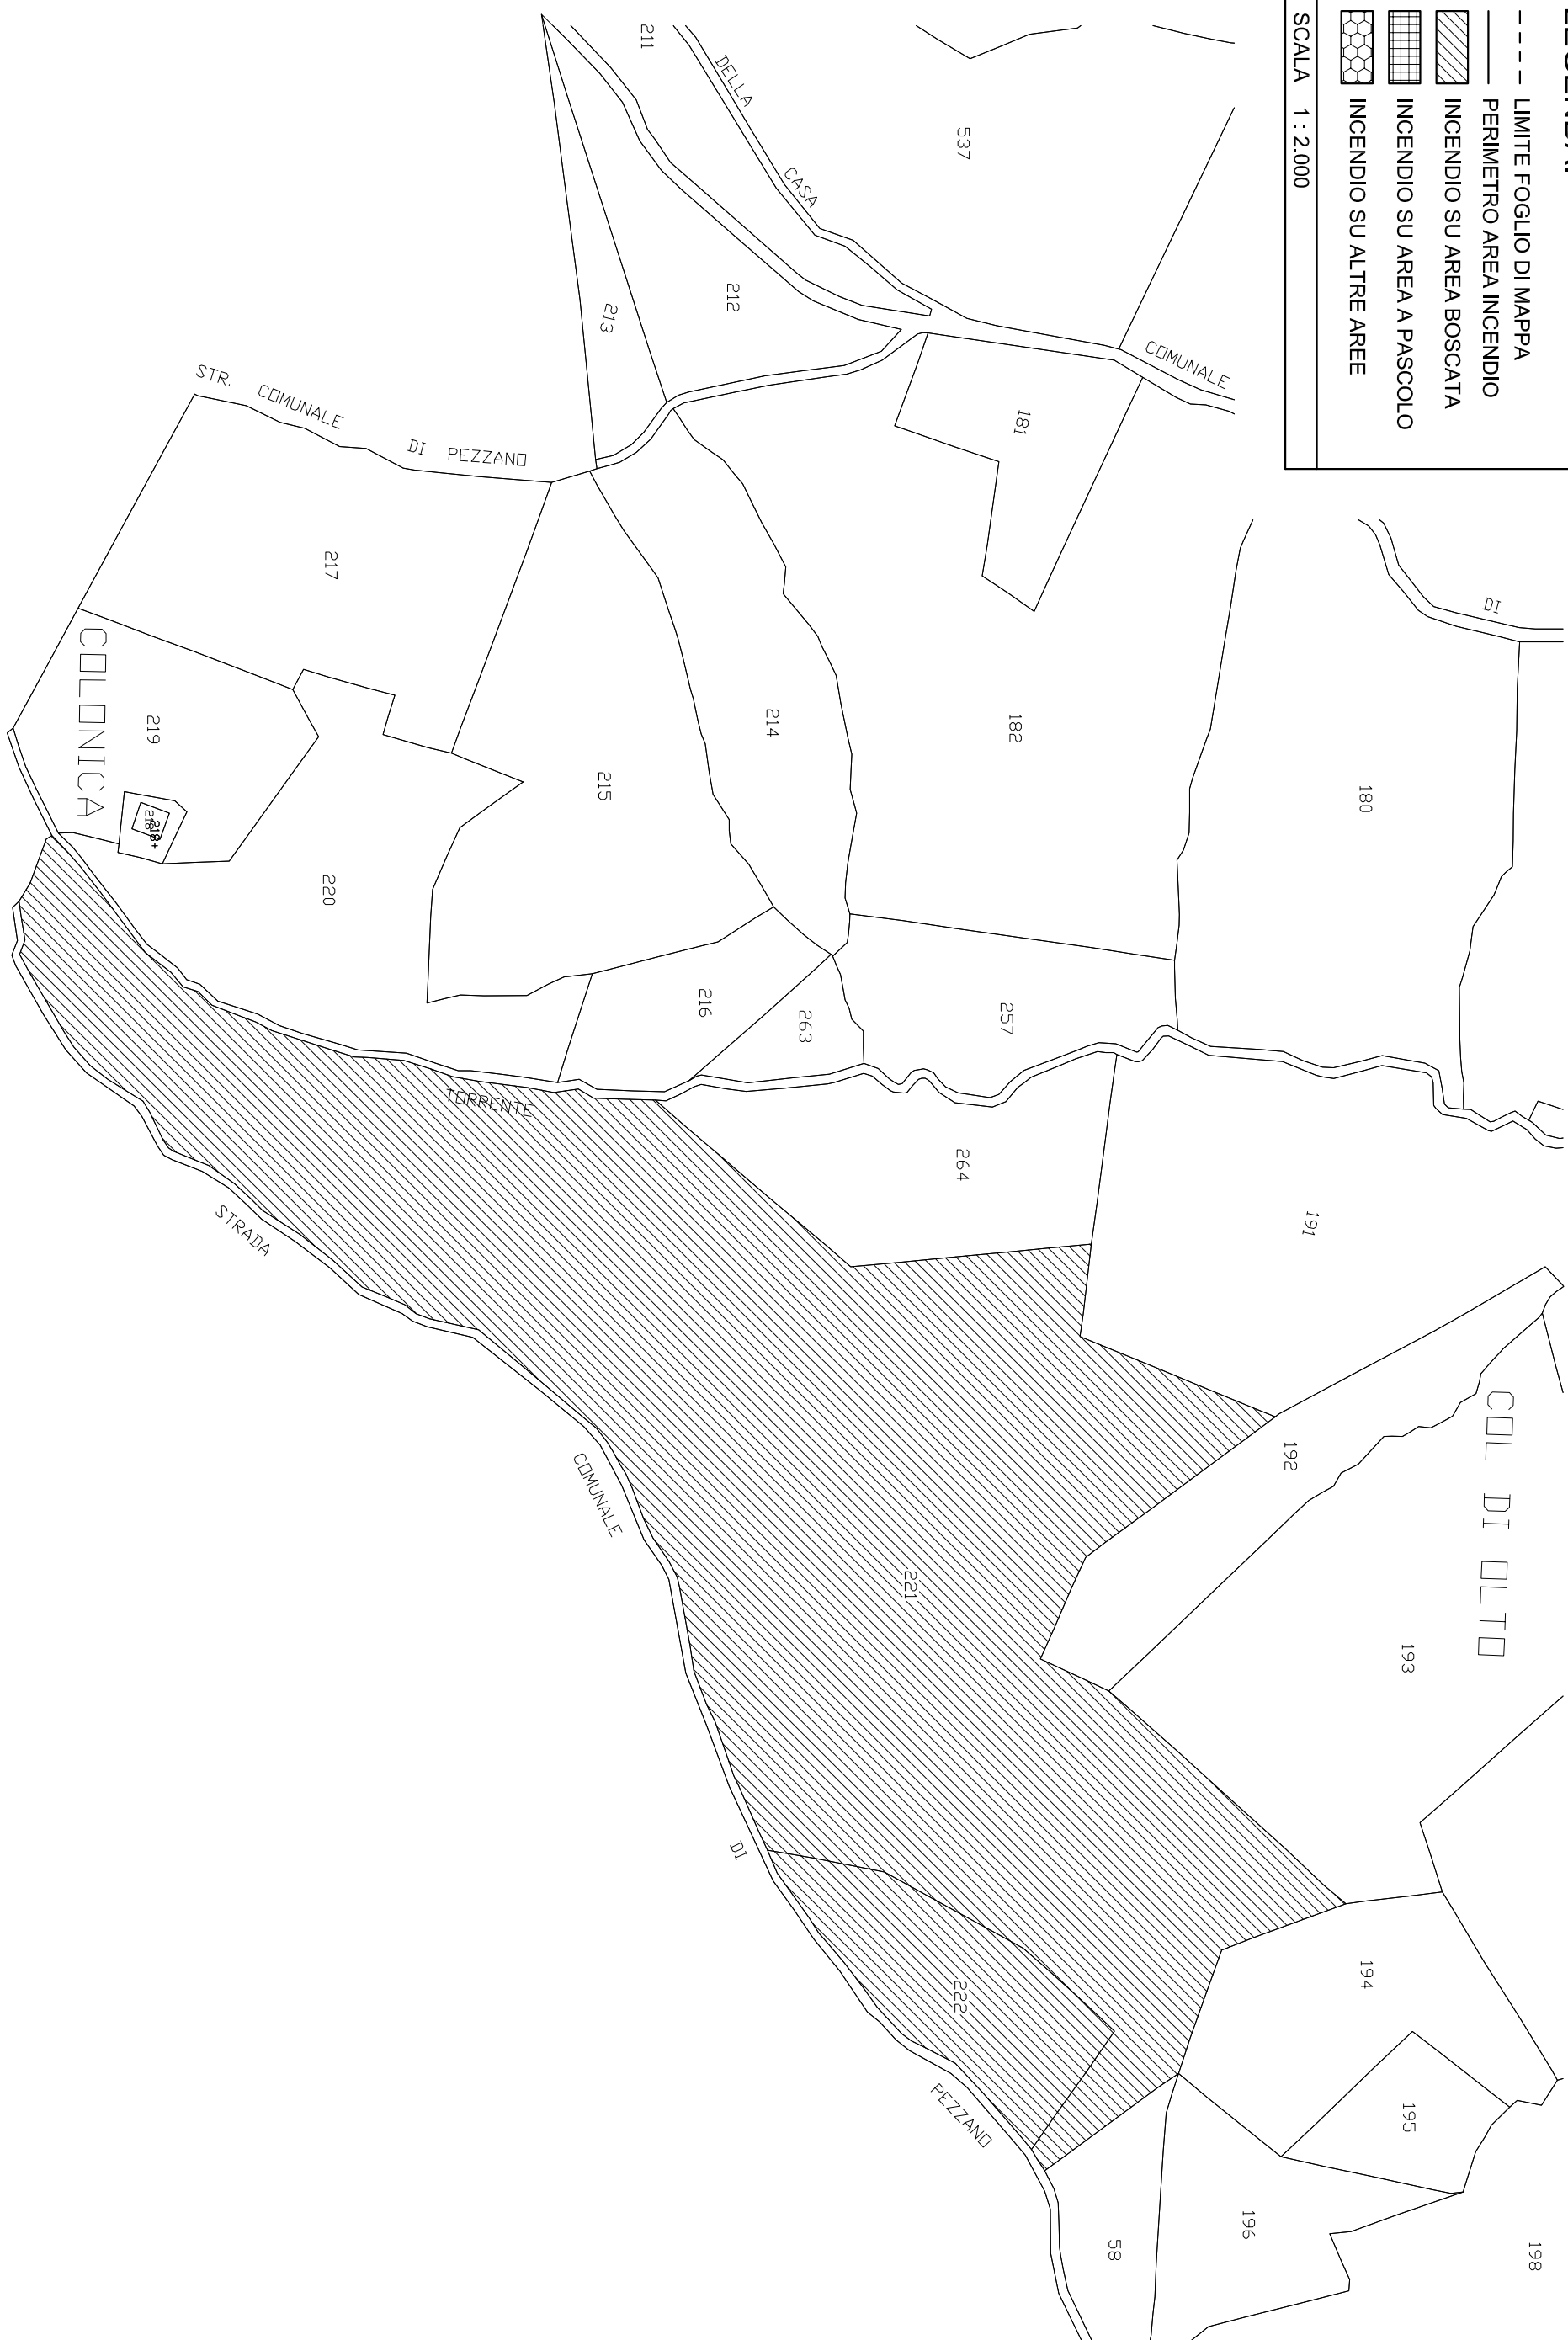 LIMITE FOGLIO DI MAPPA
PERIMETRO AREA INCENDIO
INCENDIO SU AREA BOSCATA
INCENDIO SU AREA A PASCOLO
INCENDIO SU ALTRE AREE
SCALA 1 : 2.000
DI
180
191
COL DI OLTO
192
193
194
195
196
198
58
COMUNALE
537
181
182
257
264
221
222
CASA
DELLA
211
212
213
214
215
216
263
TORRENTE
STR. COMUNALE DI PEZZANO
217
219
218+
218
220
COLONICA
STRADA
COMUNALE
DI
PEZZANO